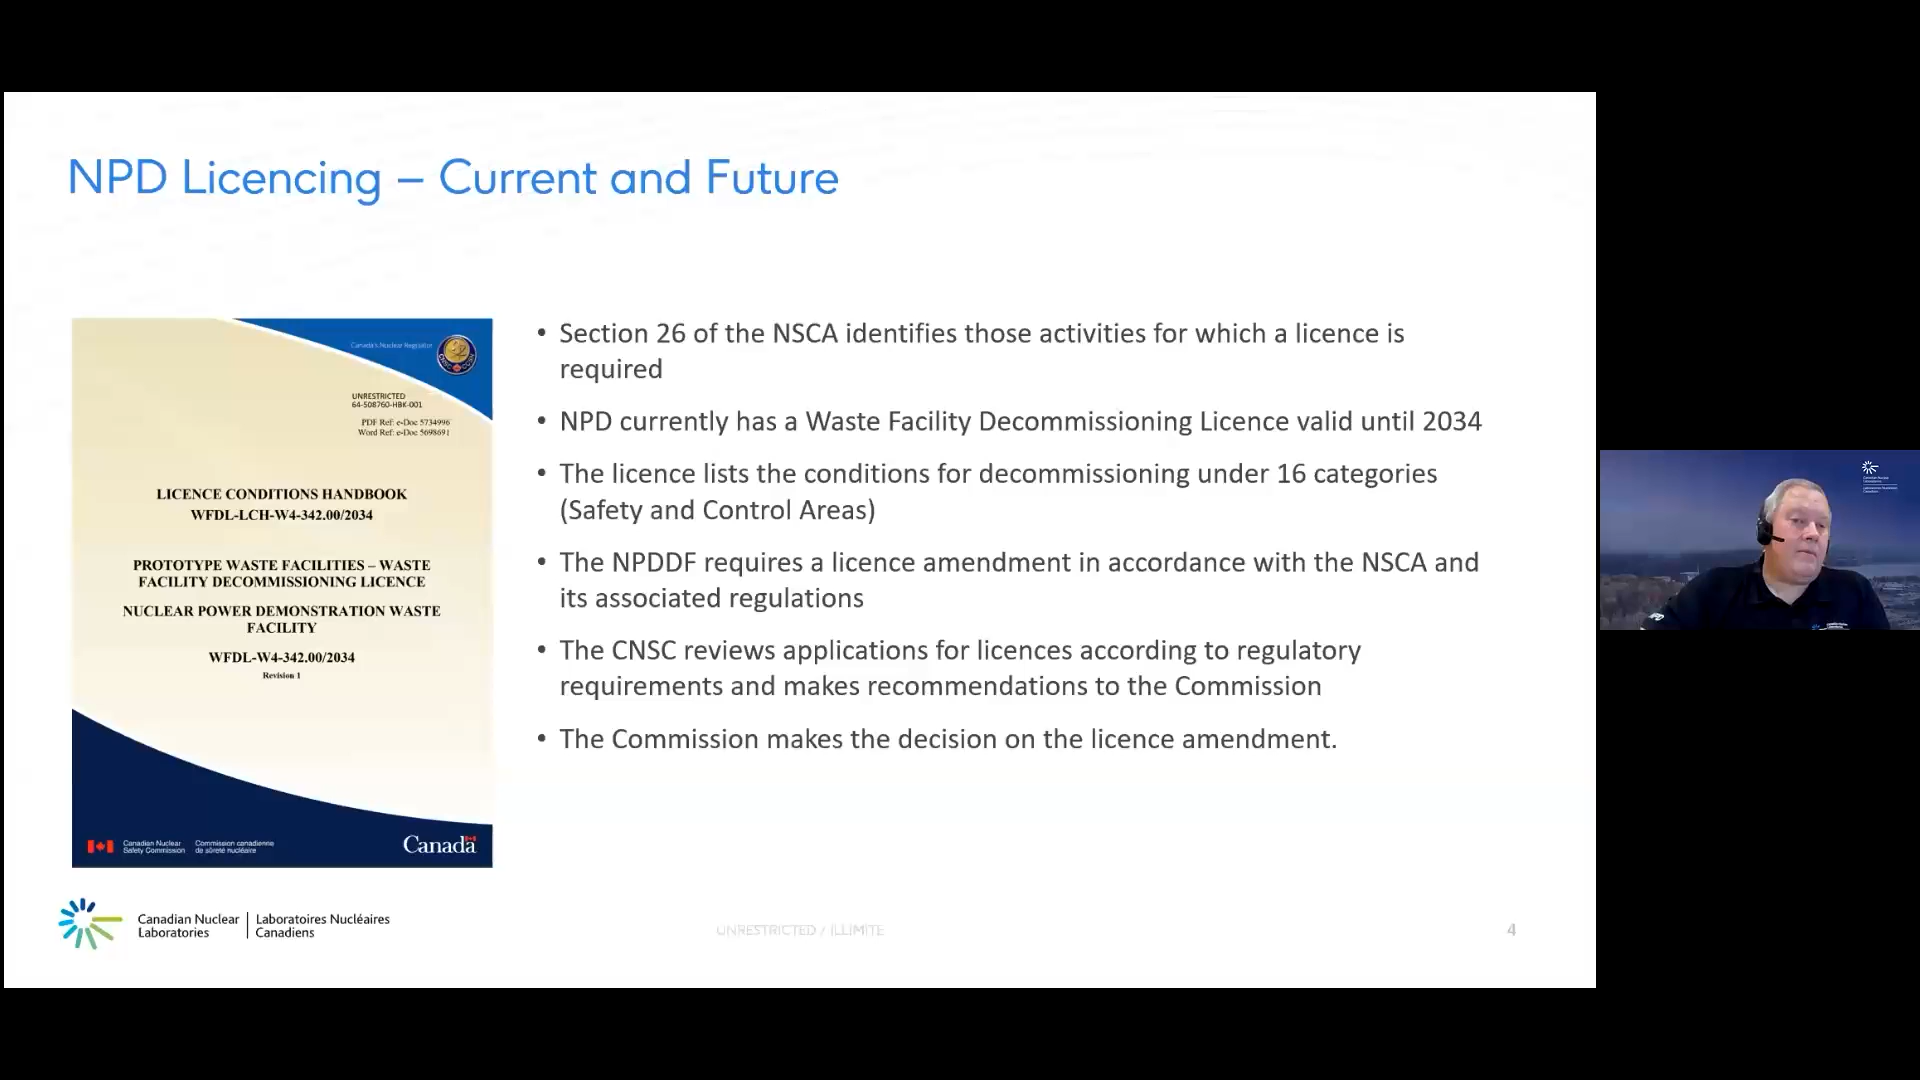 NPD Licencing – Current and Future
Canada's Nuclear Regulator
UNRESTRICTED
64-508760-HBK-001
PDF Ref: e-Doc 5734996
Word Ref: e-Doc 5698691
LICENCE CONDITIONS HANDBOOK
WFDL-LCH-W4-342.00/2034
PROTOTYPE WASTE FACILITIES – WASTE
FACILITY DECOMMISSIONING LICENCE
NUCLEAR POWER DEMONSTRATION WASTE
FACILITY
WFDL-W4-342.00/2034
Revision 1
Canadian Nuclear
Safety Commission
Commission canadienne
de sûreté nucléaire
Canada
• Section 26 of the NSCA identifies those activities for which a licence is
required
• NPD currently has a Waste Facility Decommissioning Licence valid until 2034
• The licence lists the conditions for decommissioning under 16 categories
(Safety and Control Areas)
• The NPDDF requires a licence amendment in accordance with the NSCA and
its associated regulations
• The CNSC reviews applications for licences according to regulatory
requirements and makes recommendations to the Commission
• The Commission makes the decision on the licence amendment.
Canadian Nuclear
Laboratories
Laboratoires Nucléaires
Canadiens
UNRESTRICTED / ILLIMITÉ
4